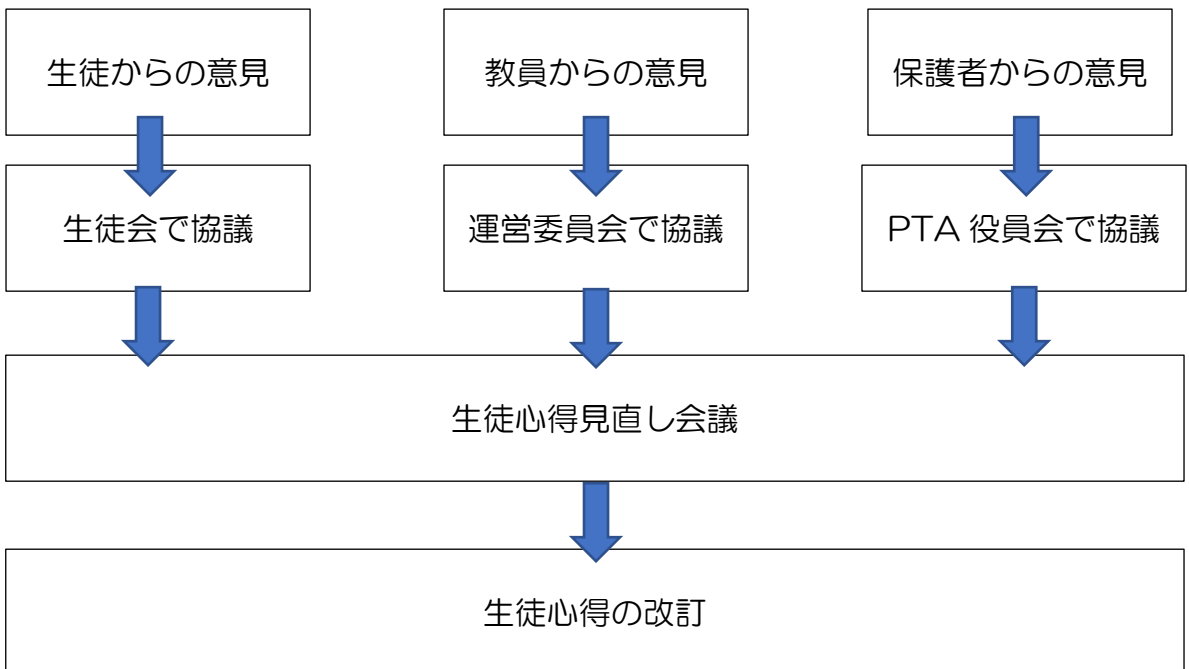 生徒からの意見
教員からの意見
保護者からの意見
生徒会で協議
運営委員会で協議
PTA 役員会で協議
生徒心得見直し会議
生徒心得の改訂